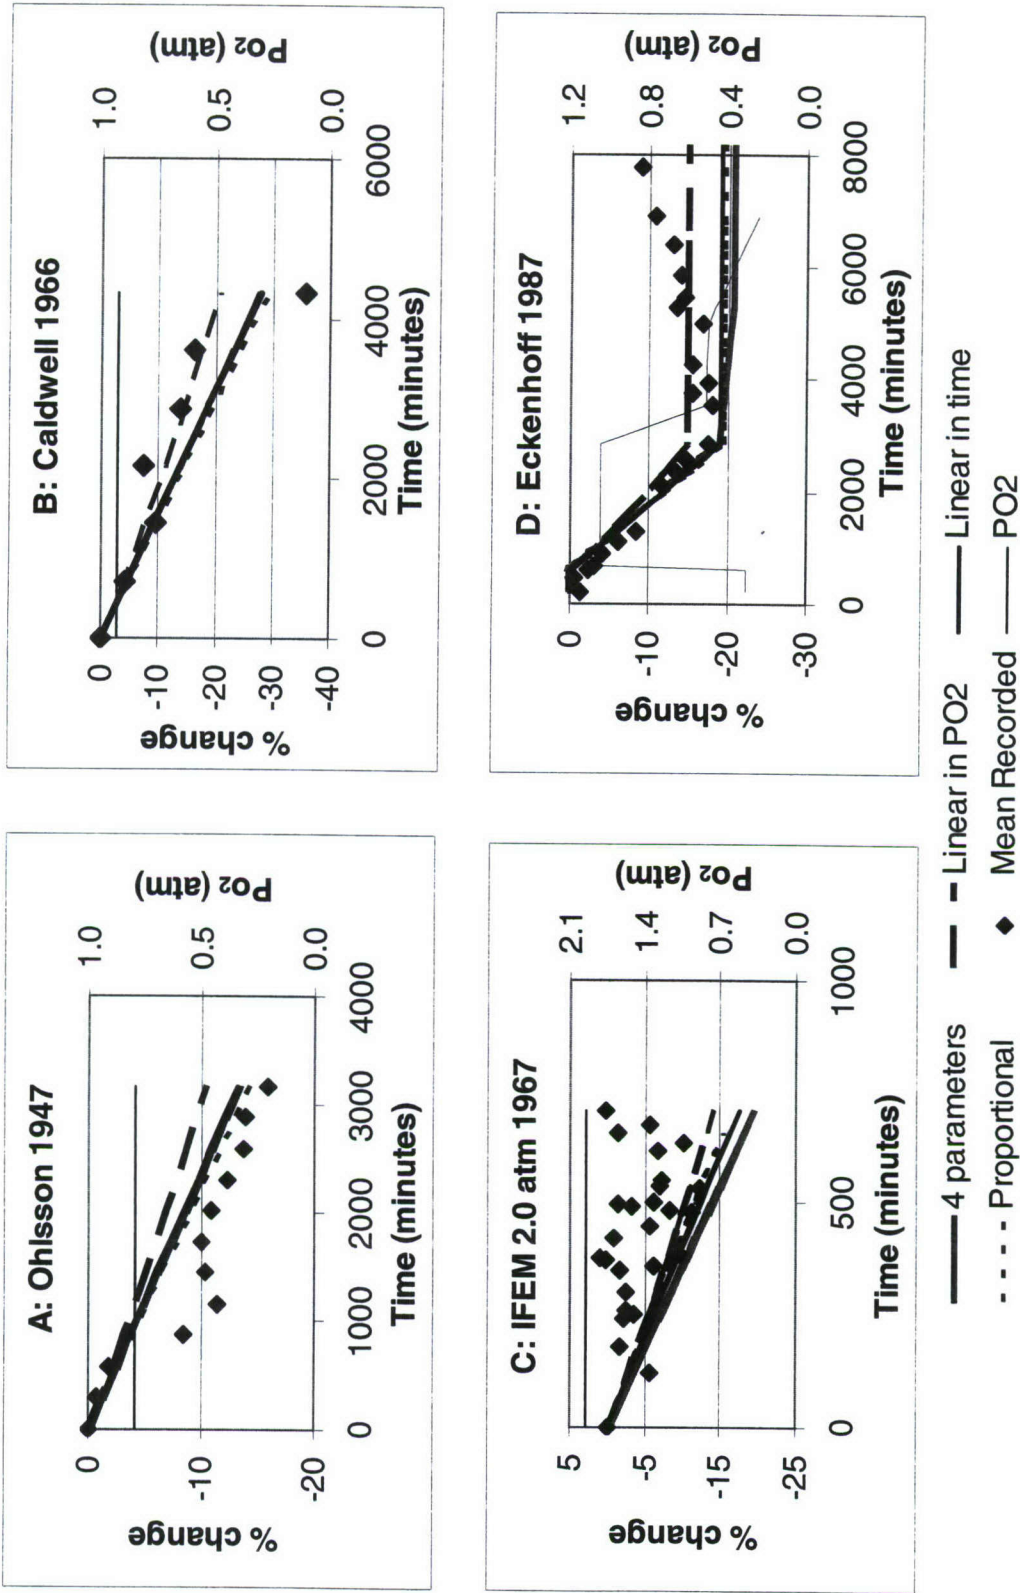 A: Ohlsson 1947
0
-10
-20
% change
1.0
0.5
0.0
Po2 (atm)
0
1000
2000
3000
4000
Time (minutes)
B: Caldwell 1966
0
-10
-20
-30
-40
% change
1.0
0.5
0.0
Po2 (atm)
0
2000
4000
6000
Time (minutes)
C: IFEM 2.0 atm 1967
5
-5
-15
-25
% change
2.1
1.4
0.7
0.0
Po2 (atm)
0
500
1000
Time (minutes)
D: Eckenhoff 1987
0
-10
-20
-30
% change
1.2
0.8
0.4
0.0
Po2 (atm)
0
2000
4000
6000
8000
Time (minutes)
4 parameters Linear in PO2 Linear in time
Proportional Mean Recorded PO2